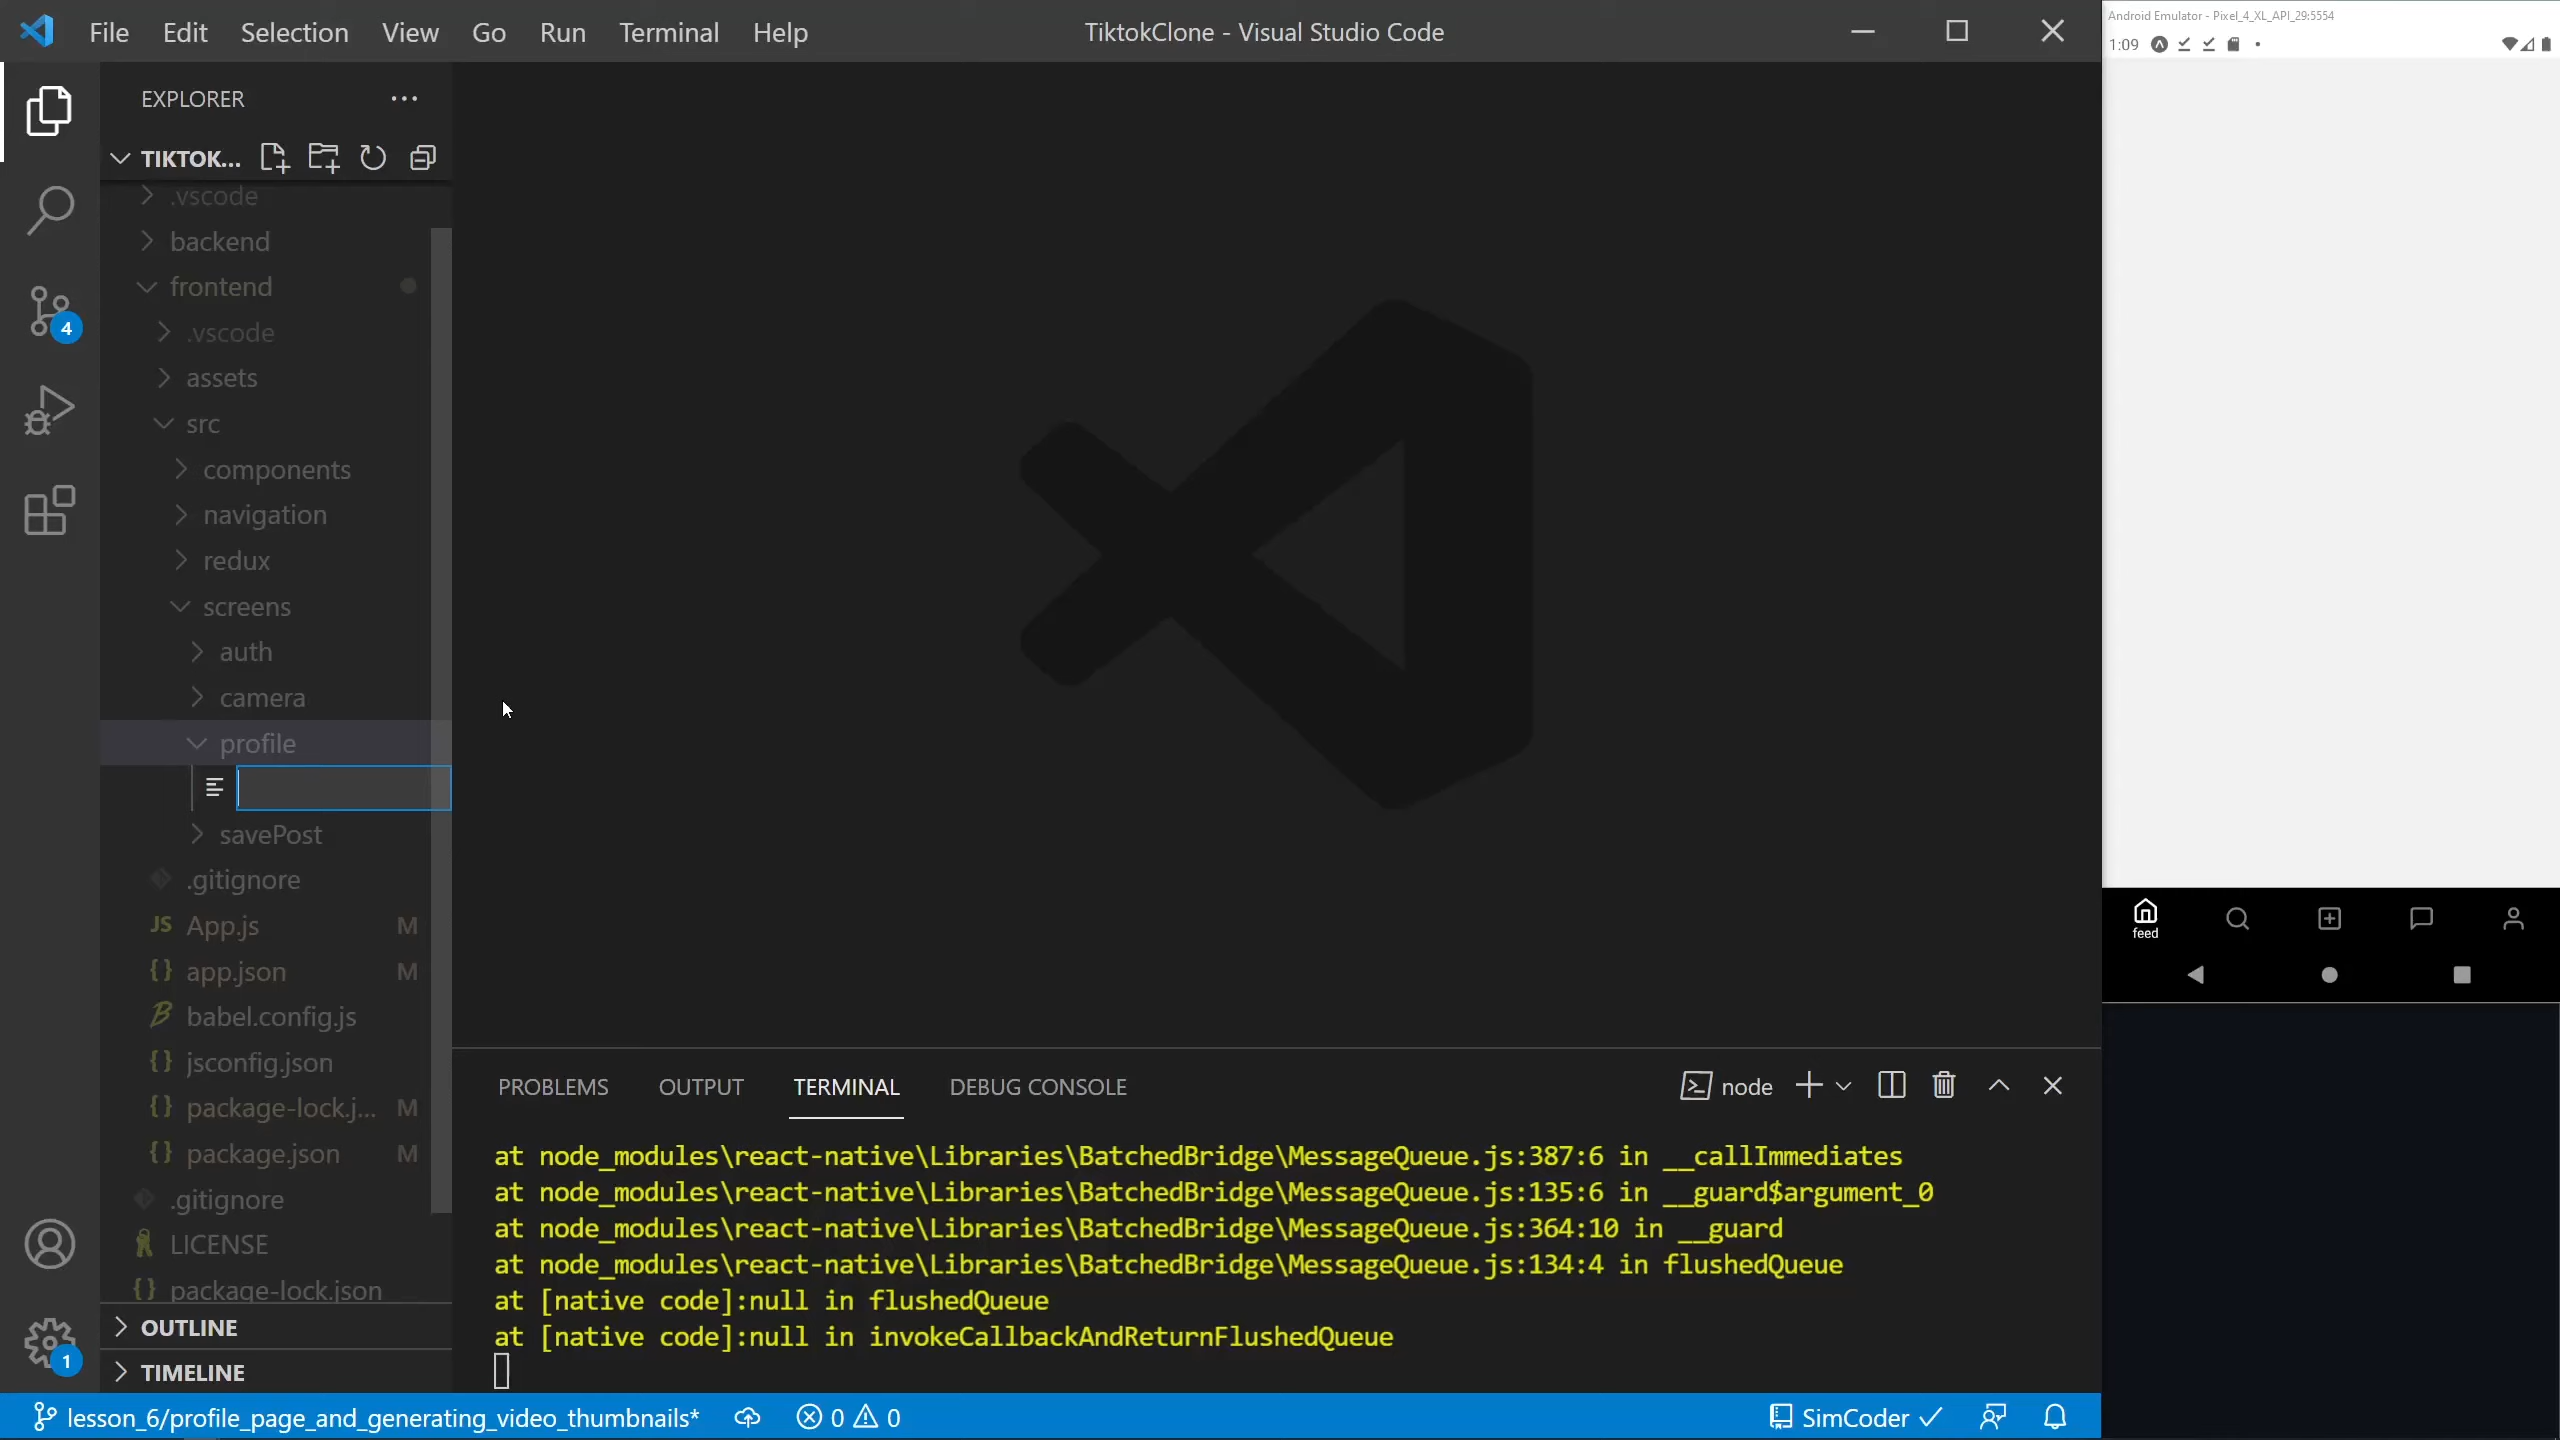 File Edit Selection View Go Run Terminal Help
TiktokClone - Visual Studio Code
Android Emulator - Pixel_4_XL_API_29:5554
1:09
EXPLORER
TIKTOK...
.vscode
backend
frontend
.vscode
assets
src
components
navigation
redux
screens
auth
camera
profile
savePost
.gitignore
JS App.js M
{} app.json M
babel.config.js
{} jsconfig.json
{} package-lock.j... M
{} package.json M
.gitignore
LICENSE
{} package-lock.json
OUTLINE
TIMELINE
4
1
feed
PROBLEMS OUTPUT TERMINAL DEBUG CONSOLE
node
at node_modules\react-native\Libraries\BatchedBridge\MessageQueue.js:387:6 in __callImmediates
at node_modules\react-native\Libraries\BatchedBridge\MessageQueue.js:135:6 in __guard$argument_0
at node_modules\react-native\Libraries\BatchedBridge\MessageQueue.js:364:10 in __guard
at node_modules\react-native\Libraries\BatchedBridge\MessageQueue.js:134:4 in flushedQueue
at [native code]:null in flushedQueue
at [native code]:null in invokeCallbackAndReturnFlushedQueue
lesson_6/profile_page_and_generating_video_thumbnails* 0 0
SimCoder